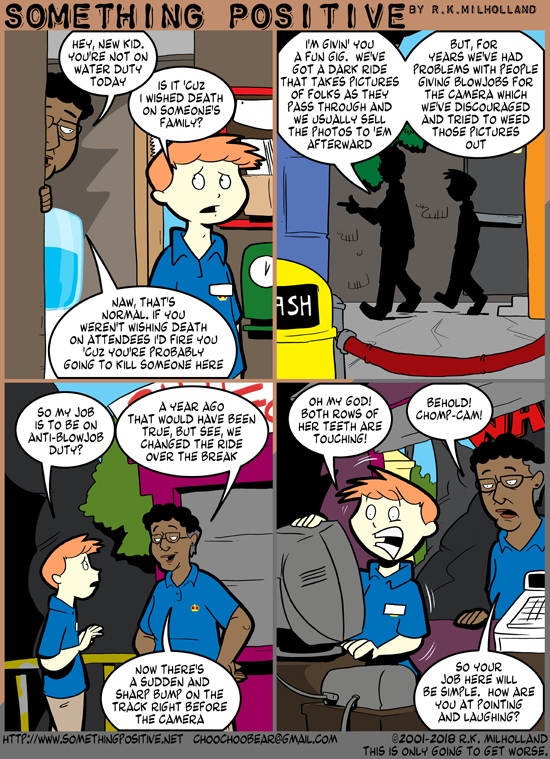 SOMETHING POSITIVE BY R.K.MILHOLLAND
HEY, NEW KID.
YOU'RE NOT ON
WATER DUTY
TODAY
IS IT 'CUZ
I WISHED DEATH
ON SOMEONE'S
FAMILY?
NAW, THAT'S
NORMAL. IF YOU
WEREN'T WISHING DEATH
ON ATTENDEES I'D FIRE YOU
'CUZ YOU'RE PROBABLY
GOING TO KILL SOMEONE HERE
I'M GIVIN' YOU
A FUN GIG. WE'VE
GOT A DARK RIDE
THAT TAKES PICTURES
OF FOLKS AS THEY
PASS THROUGH AND
WE USUALLY SELL
THE PHOTOS TO 'EM
AFTERWARD
BUT, FOR
YEARS WE'VE HAD
PROBLEMS WITH PEOPLE
GIVING BLOWJOBS FOR
THE CAMERA WHICH
WE'VE DISCOURAGED
AND TRIED TO WEED
THOSE PICTURES
OUT
ASH
SO MY JOB
IS TO BE ON
ANTI-BLOWJOB
DUTY?
A YEAR AGO
THAT WOULD HAVE BEEN
TRUE, BUT SEE, WE
CHANGED THE RIDE
OVER THE BREAK
NOW THERE'S
A SUDDEN AND
SHARP BUMP ON THE
TRACK RIGHT BEFORE
THE CAMERA
OH MY GOD!
BOTH ROWS OF
HER TEETH ARE
TOUCHING!
BEHOLD!
CHOMP-CAM!
WA
SO YOUR
JOB HERE WILL
BE SIMPLE. HOW ARE
YOU AT POINTING
AND LAUGHING?
HTTP://WWW.SOMETHINGPOSITIVE.NET CHOOCHOOBEAR@GMAIL.COM ©2001-2018 R.K. MILHOLLAND
THIS IS ONLY GOING TO GET WORSE.